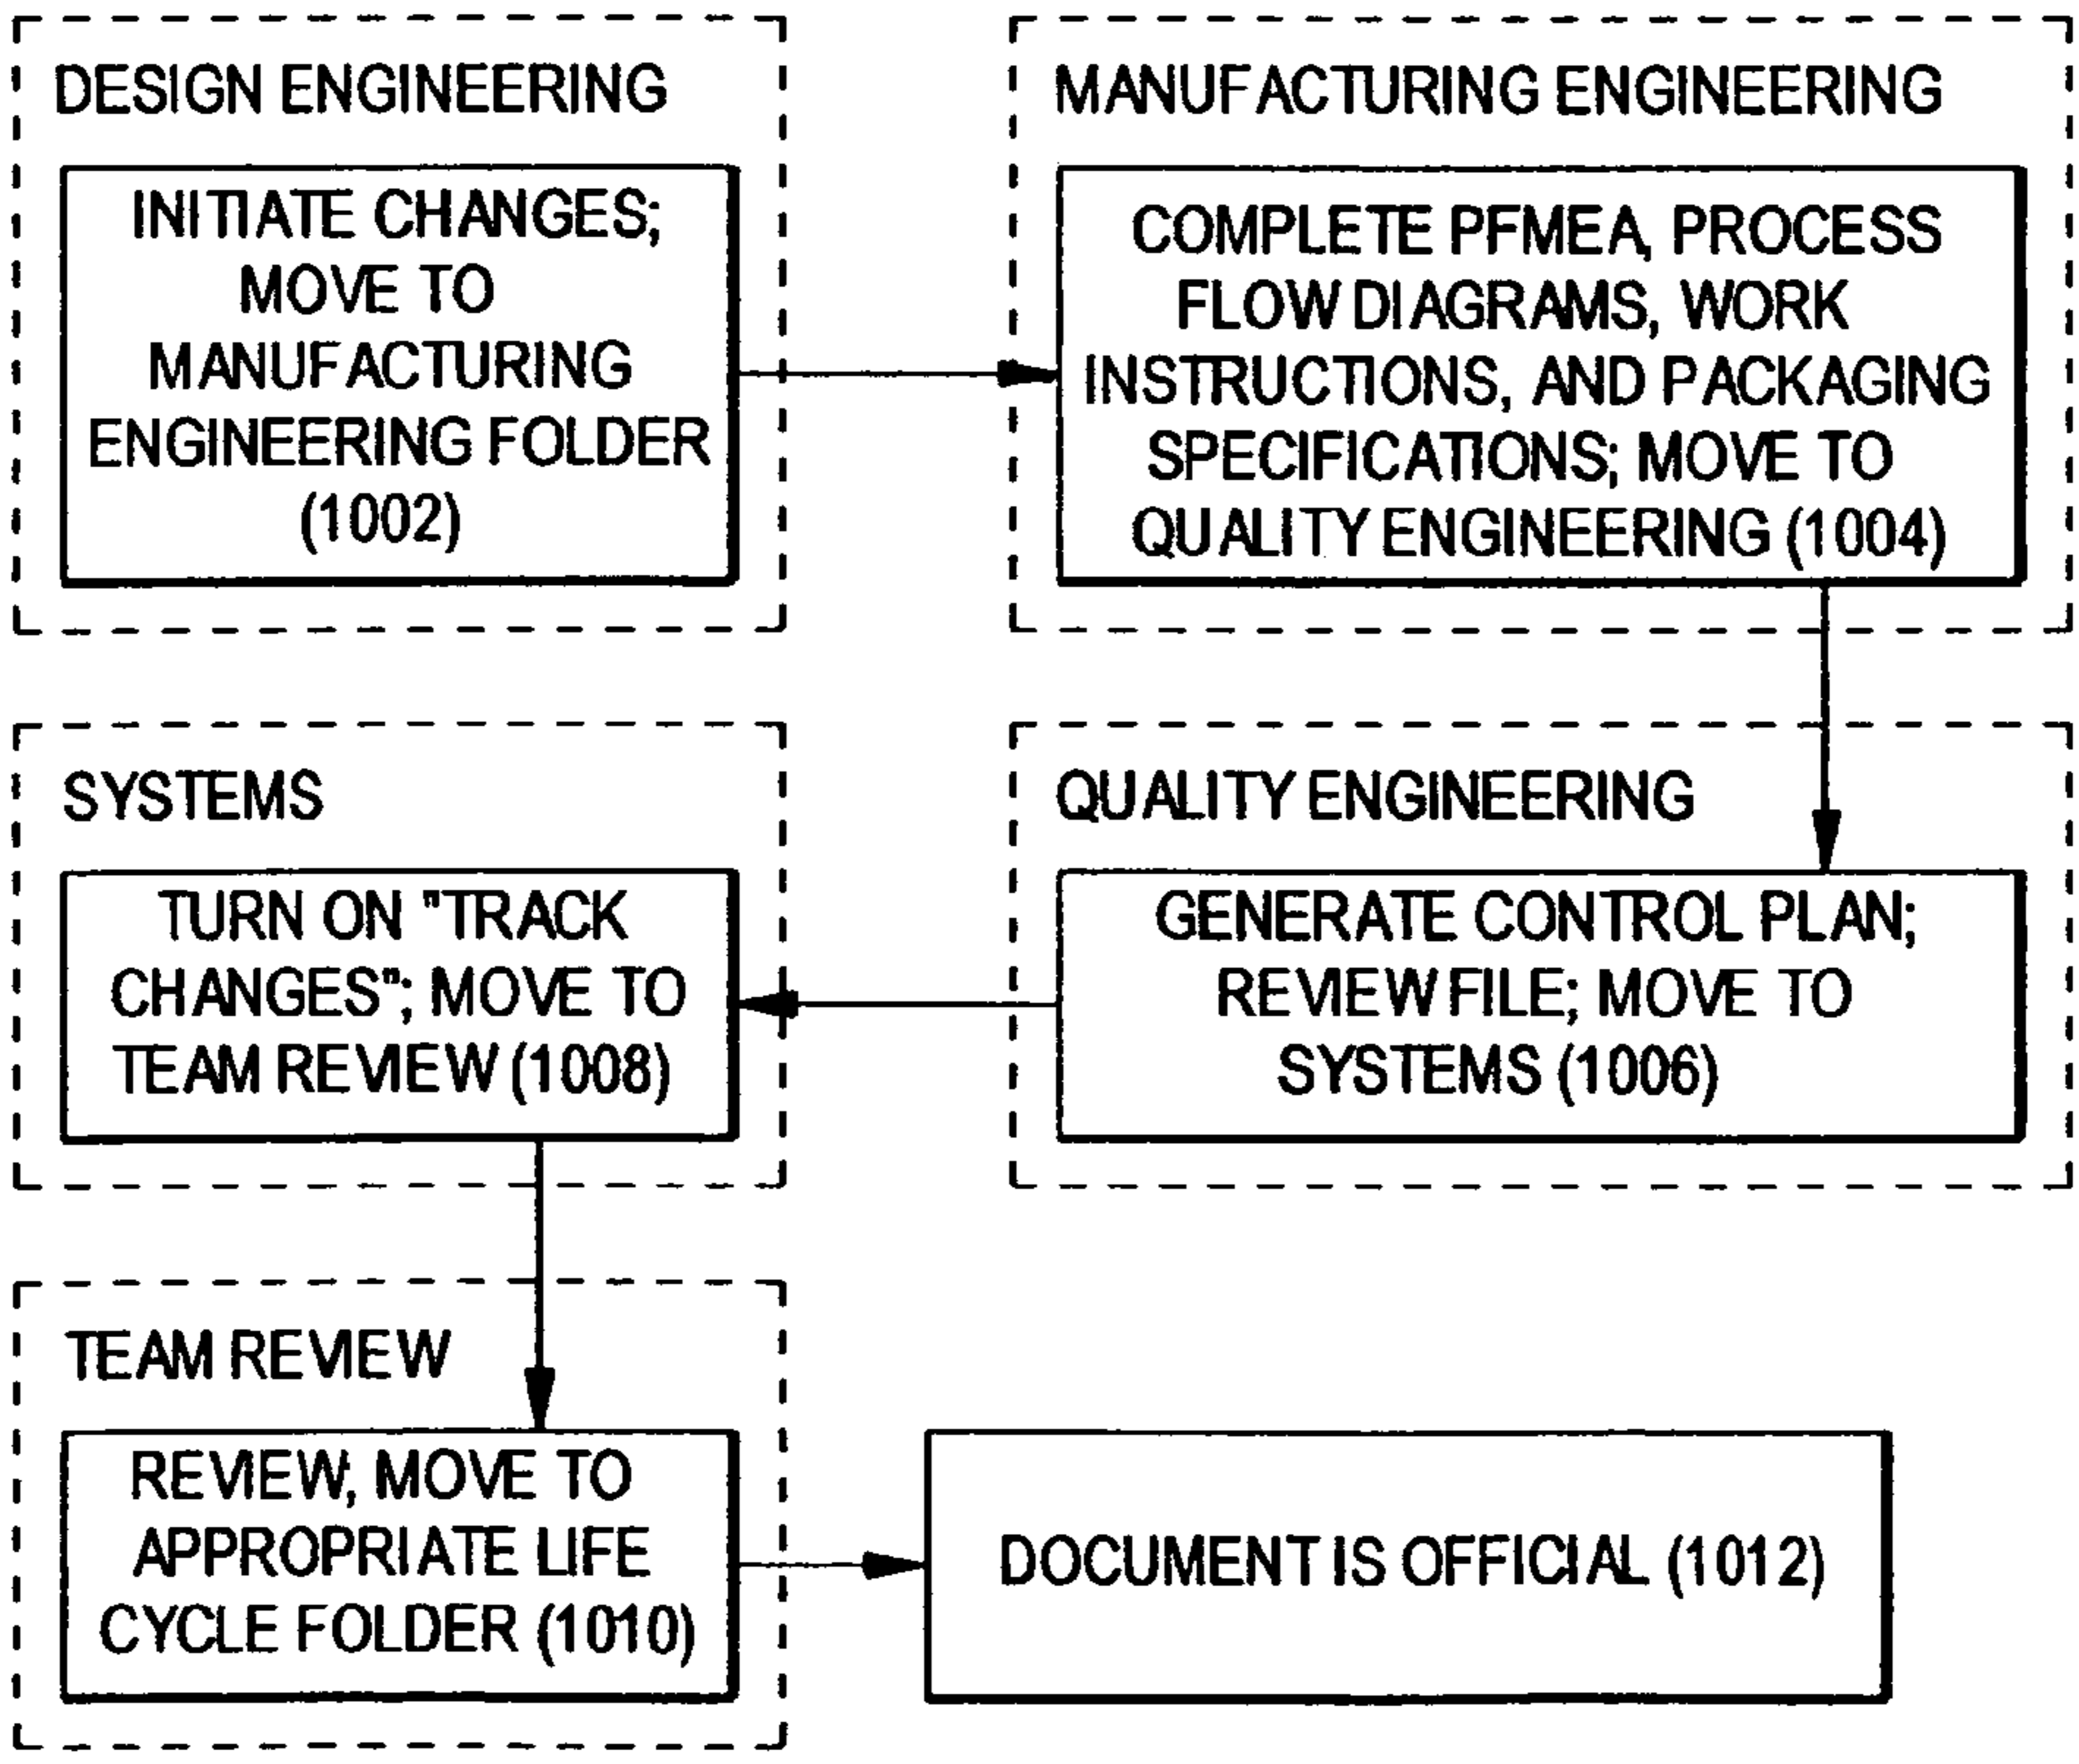 DESIGN ENGINEERING
INITIATE CHANGES;
MOVE TO
MANUFACTURING
ENGINEERING FOLDER
(1002)
MANUFACTURING ENGINEERING
COMPLETE PFMEA, PROCESS
FLOW DIAGRAMS, WORK
INSTRUCTIONS, AND PACKAGING
SPECIFICATIONS; MOVE TO
QUALITY ENGINEERING (1004)
SYSTEMS
TURN ON "TRACK
CHANGES"; MOVE TO
TEAM REVIEW (1008)
QUALITY ENGINEERING
GENERATE CONTROL PLAN;
REVIEW FILE; MOVE TO
SYSTEMS (1006)
TEAM REVIEW
REVIEW, MOVE TO
APPROPRIATE LIFE
CYCLE FOLDER (1010)
DOCUMENT IS OFFICIAL (1012)